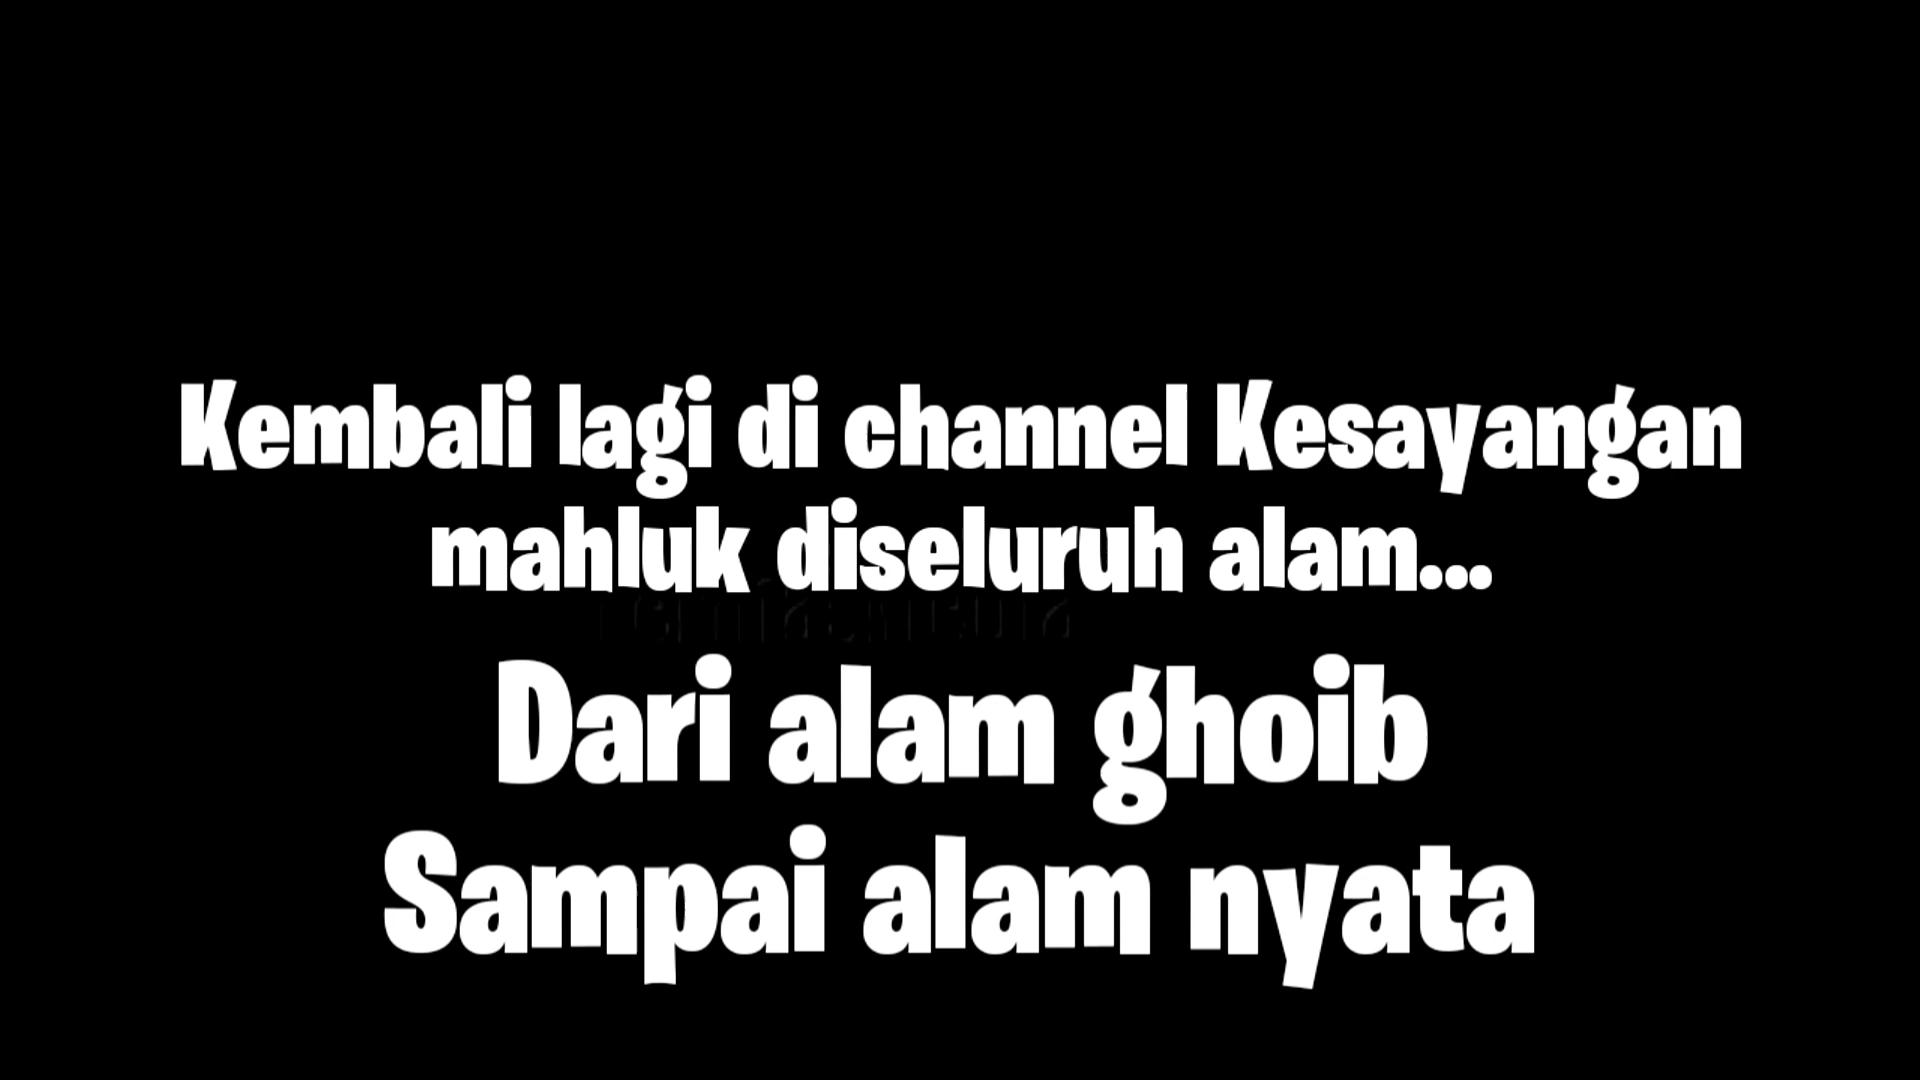 Kembali lagi di channel Kesayangan
mahluk diseluruh alam...
Dari alam ghoib
Sampai alam nyata